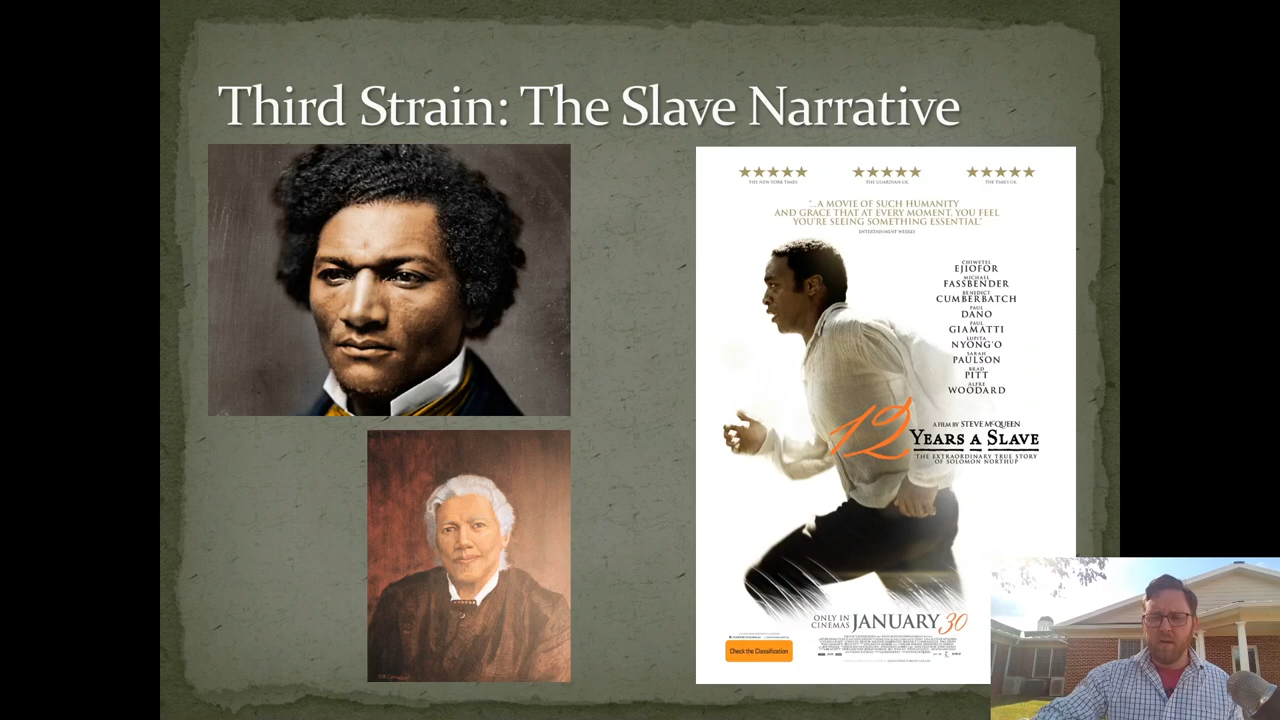 Third Strain: The Slave Narrative
★★★★★ ★★★★★ ★★★★★
THE NEW YORK TIMES THE GUARDIAN UK THE TIMES UK
"...A MOVIE OF SUCH HUMANITY
AND GRACE THAT AT EVERY MOMENT, YOU FEEL
YOU'RE SEEING SOMETHING ESSENTIAL."
ENTERTAINMENT WEEKLY
CHIWETEL
EJIOFOR
MICHAEL
FASSBENDER
BENEDICT
CUMBERBATCH
PAUL
DANO
PAUL
GIAMATTI
LUPITA
NYONG'O
SARAH
PAULSON
BRAD
PITT
ALFRE
WOODARD
A FILM BY STEVE McQUEEN
12 YEARS A SLAVE
THE EXTRAORDINARY TRUE STORY
OF SOLOMON NORTHUP
ONLY IN
CINEMAS JANUARY 30
Check the Classification